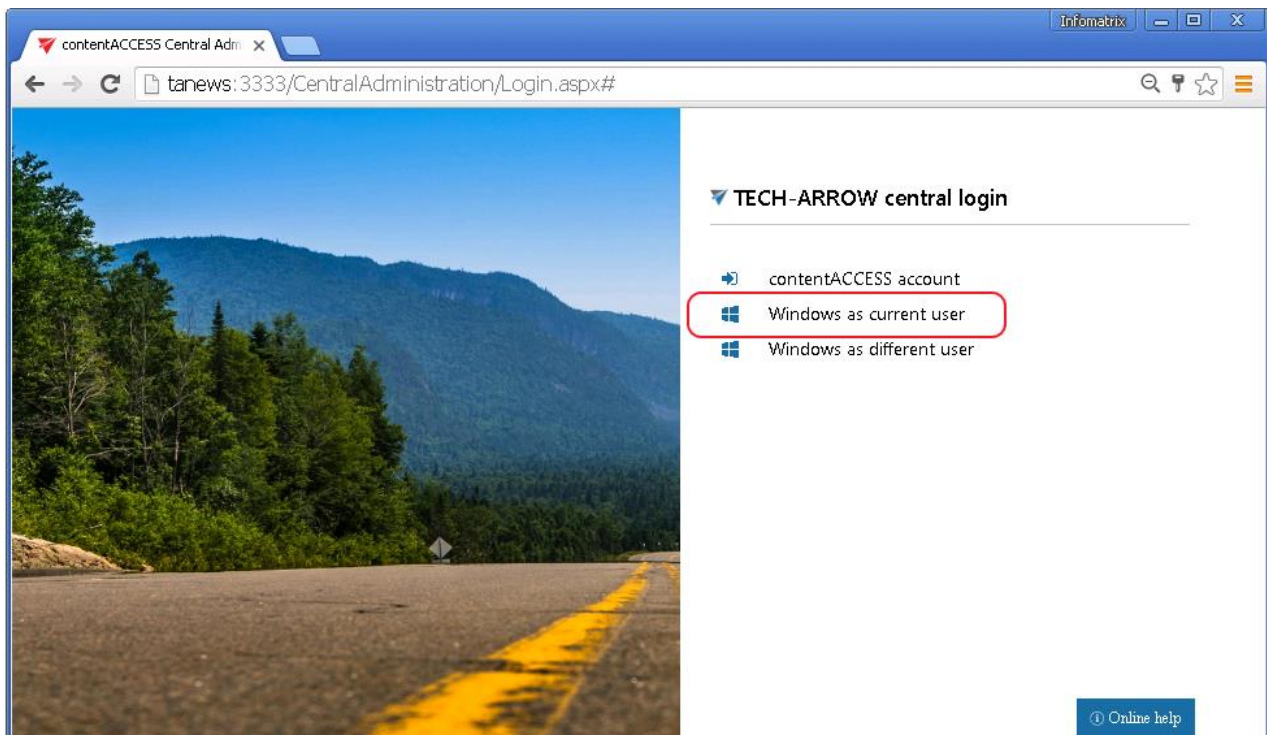 Infomatrix
contentACCESS Central Adm
tanews:3333/CentralAdministration/Login.aspx#
TECH-ARROW central login
contentACCESS account
Windows as current user
Windows as different user
Online help